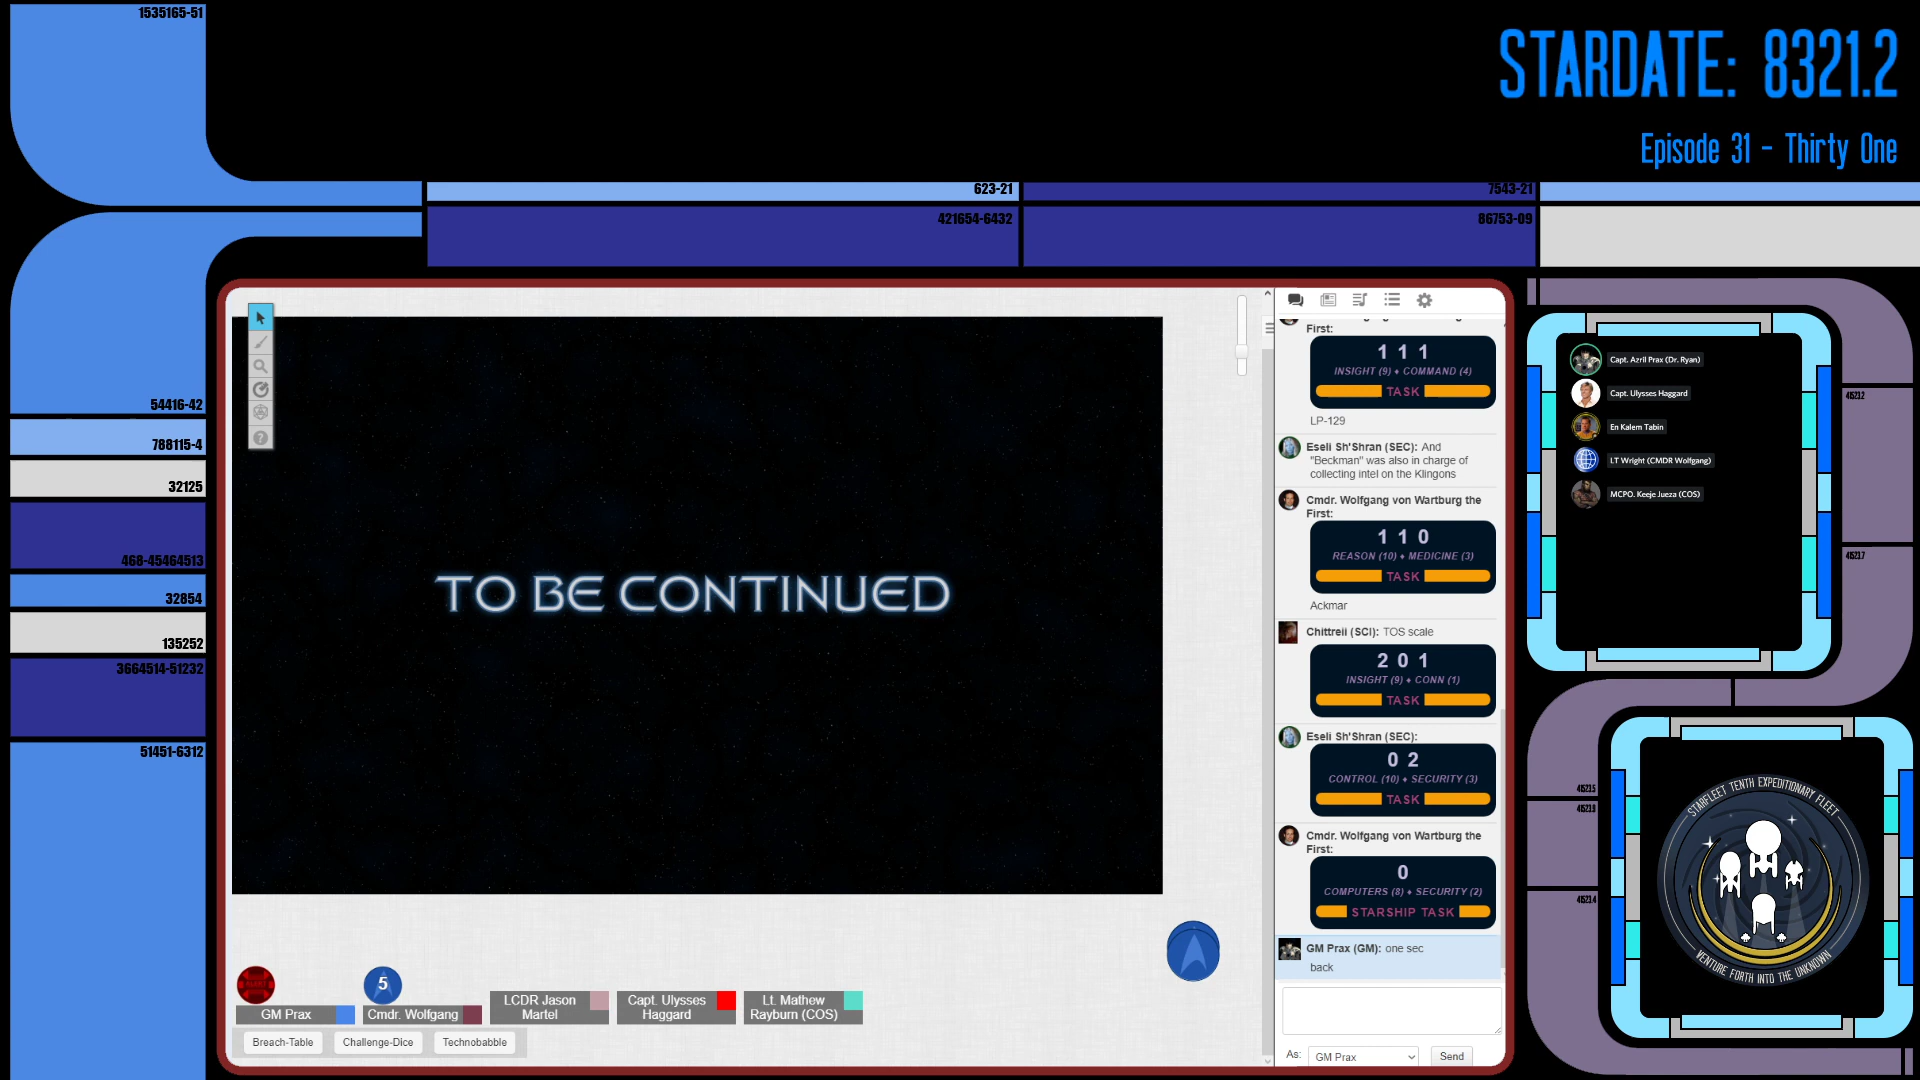 1535165-51
STARDATE: 8321.2
Episode 31 - Thirty One
623-21
7543-21
421654-6432
86753-09
54416-42
788115-4
32125
468-45464513
32854
135252
3664514-51232
51451-6312
TO BE CONTINUED
5
GM Prax
Cmdr. Wolfgang
LCDR Jason
Martel
Capt. Ulysses
Haggard
Lt. Mathew
Rayburn (COS)
Breach-Table
Challenge-Dice
Technobabble
First:
1 1 1
INSIGHT (9) ♦ COMMAND (4)
TASK
LP-129
Eseli Sh'Shran (SEC): And
"Beckman" was also in charge of
collecting intel on the Klingons
Cmdr. Wolfgang von Wartburg the
First:
1 1 0
REASON (10) ♦ MEDICINE (3)
TASK
Ackmar
Chittreii (SCI): TOS scale
2 0 1
INSIGHT (9) ♦ CONN (1)
TASK
Eseli Sh'Shran (SEC):
0 2
CONTROL (10) ♦ SECURITY (3)
TASK
Cmdr. Wolfgang von Wartburg the
First:
0
COMPUTERS (8) ♦ SECURITY (2)
STARSHIP TASK
GM Prax (GM): one sec
back
As:
GM Prax
Send
Capt. Azril Prax (Dr. Ryan)
Capt. Ulysses Haggard
En Kalem Tabin
LT Wright (CMDR Wolfgang)
MCPO. Keeje Jueza (COS)
STARFLEET TENTH EXPEDITIONARY FLEET
VENTURE FORTH INTO THE UNKNOWN